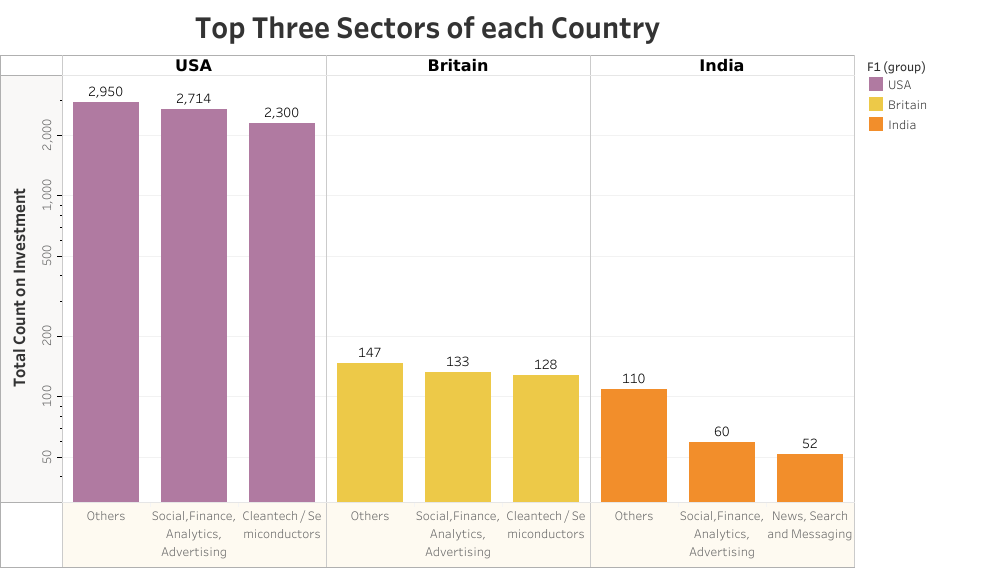 Top Three Sectors of each Country
USA
Britain
India
F1 (group)
USA
Britain
India
Total Count on Investment
2,000
1,000
500
200
100
50
2,950
2,714
2,300
147
133
128
110
60
52
Others
Social,Finance,
Analytics,
Advertising
Cleantech / Se
miconductors
Others
Social,Finance,
Analytics,
Advertising
Cleantech / Se
miconductors
Others
Social,Finance,
Analytics,
Advertising
News, Search
and Messaging